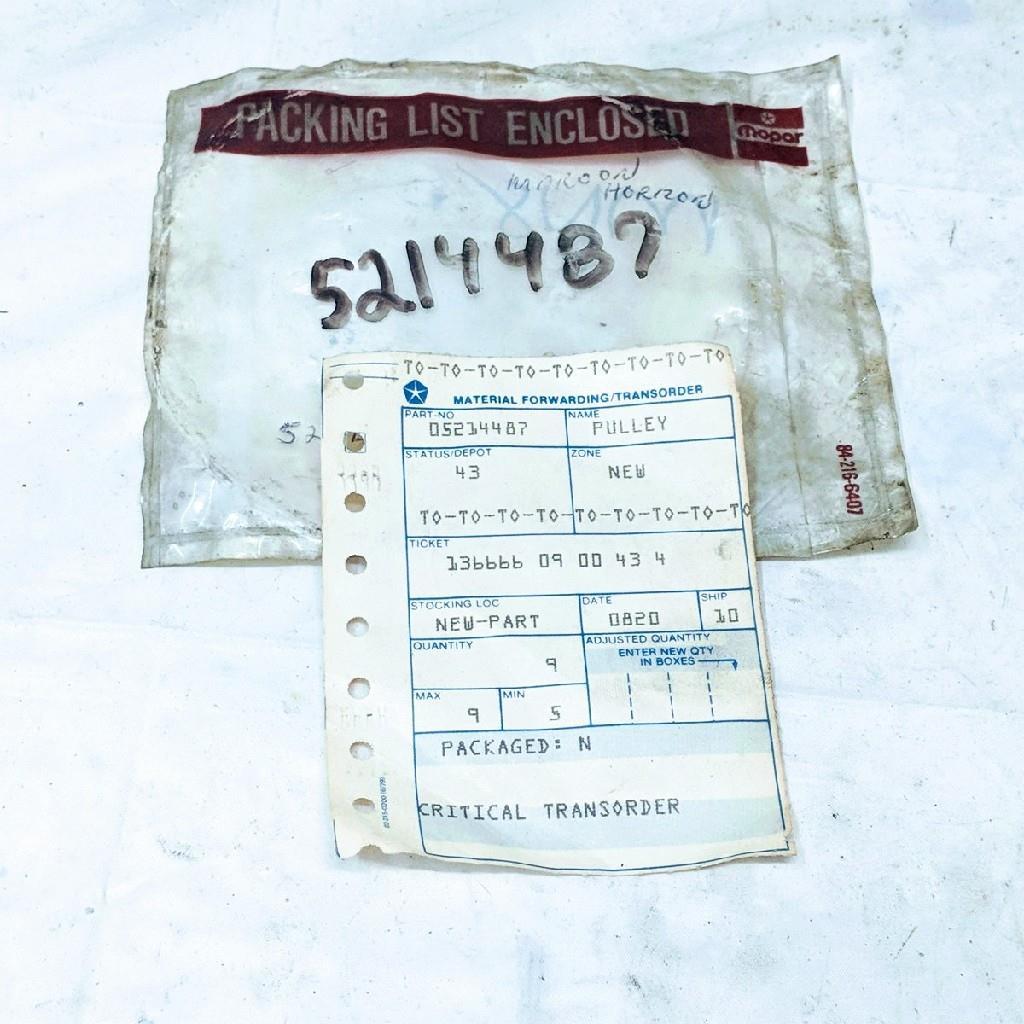 PACKING LIST ENCLOSED mopar
MAROON
HORIZON
5214487
52
84-216-6407
TO-TO-TO-TO-TO-TO-TO-TO-TO
MATERIAL FORWARDING/TRANSORDER
PART-NO NAME
05214487 PULLEY
STATUS/DEPOT ZONE
43 NEW
TO-TO-TO-TO-TO-TO-TO-TO-TO
TICKET
136666 09 00 43 4
STOCKING LOC DATE SHIP
NEW-PART 0820 10
QUANTITY ADJUSTED QUANTITY
ENTER NEW QTY
IN BOXES
9
MAX MIN
9 5
PACKAGED: N
CRITICAL TRANSORDER